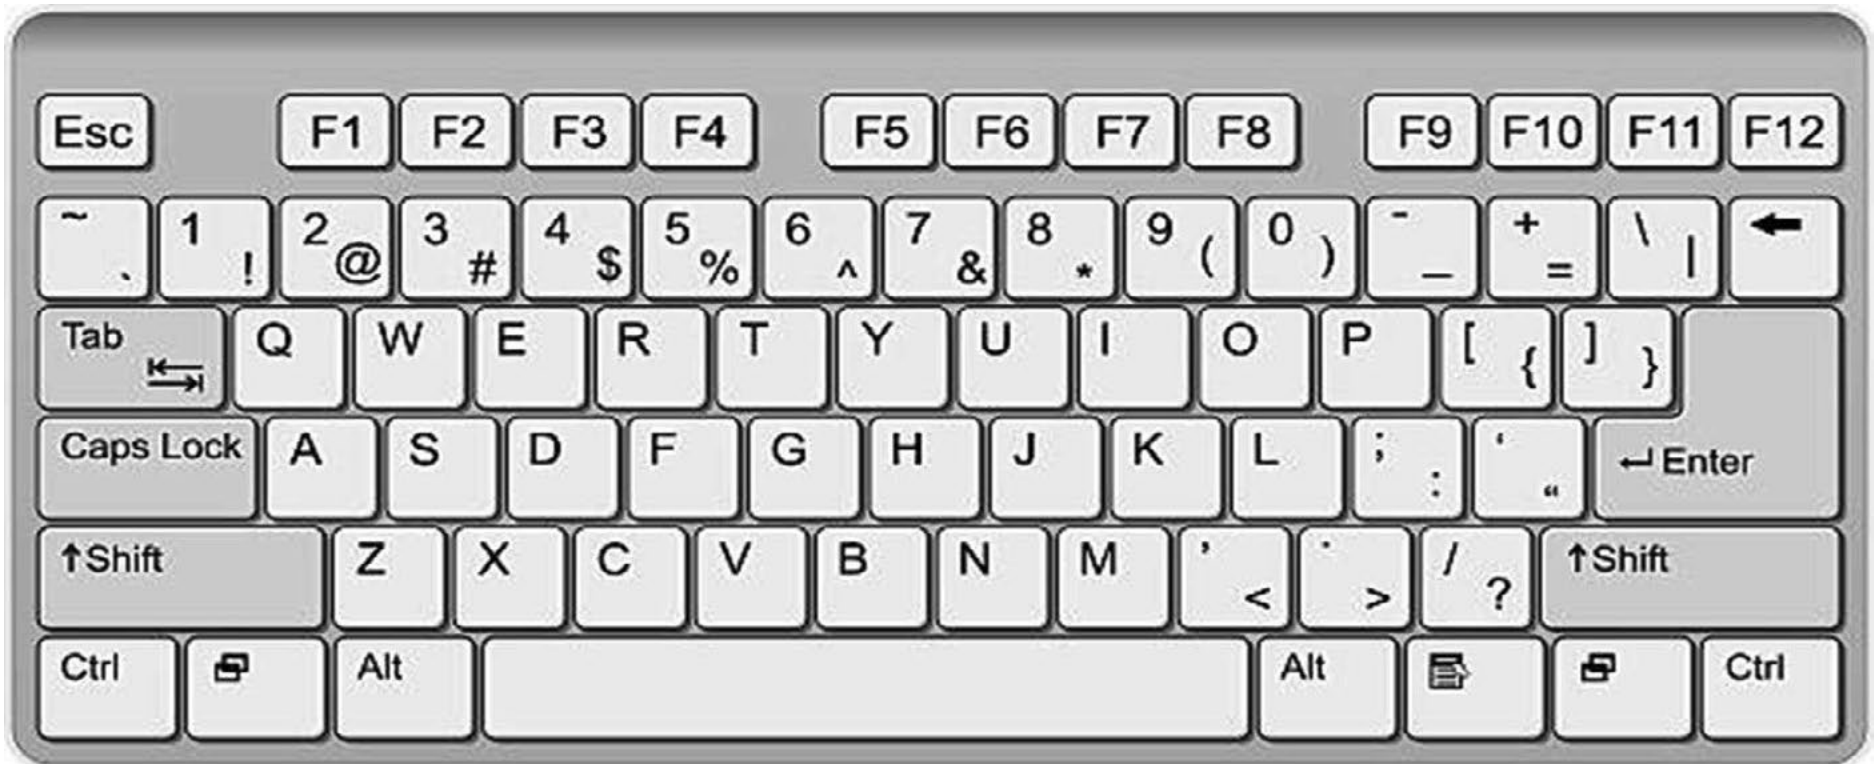 Esc F1 F2 F3 F4 F5 F6 F7 F8 F9 F10 F11 F12
~ ` 1 ! 2 @ 3 # 4 $ 5 % 6 ^ 7 & 8 * 9 ( 0 ) - _ + = \ | ←
Tab Q W E R T Y U I O P [ { ] }
Caps Lock A S D F G H J K L ; : ‘ “ ↵ Enter
↑Shift Z X C V B N M ’ < . > / ? ↑Shift
Ctrl Alt Alt Ctrl